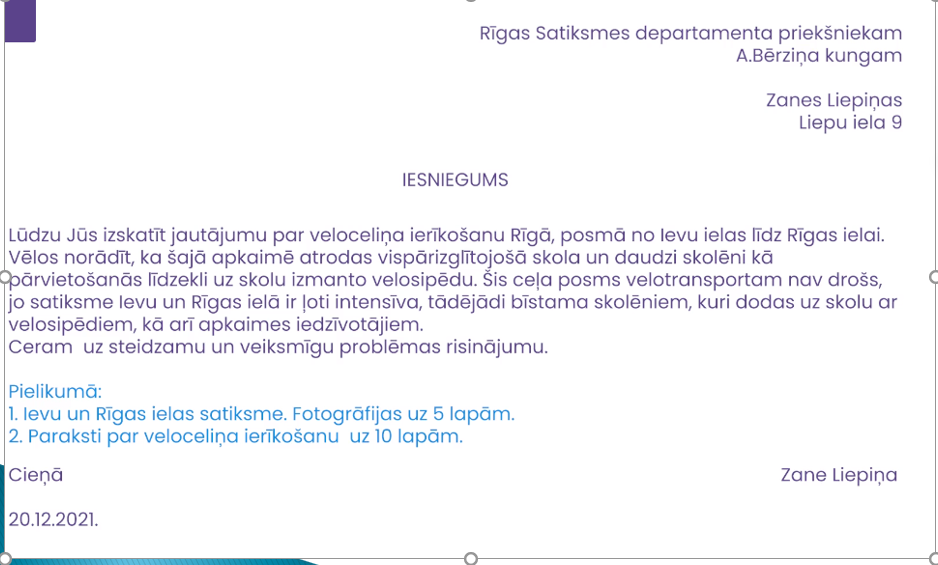 Rīgas Satiksmes departamenta priekšniekam
A.Bērziņa kungam
Zanes Liepiņas
Liepu iela 9
IESNIEGUMS
Lūdzu Jūs izskatīt jautājumu par veloceliņa ierīkošanu Rīgā, posmā no Ievu ielas līdz Rīgas ielai.
Vēlos norādīt, ka šajā apkaimē atrodas vispārizglītojošā skola un daudzi skolēni kā
pārvietošanās līdzekli uz skolu izmanto velosipēdu. Šis ceļa posms velotransportam nav drošs,
jo satiksme Ievu un Rīgas ielā ir ļoti intensīva, tādējādi bīstama skolēniem, kuri dodas uz skolu ar
velosipēdiem, kā arī apkaimes iedzīvotājiem.
Ceram  uz steidzamu un veiksmīgu problēmas risinājumu.
Pielikumā:
1. Ievu un Rīgas ielas satiksme. Fotogrāfijas uz 5 lapām.
2. Paraksti par veloceliņa ierīkošanu  uz 10 lapām.
Cieņā Zane Liepiņa
20.12.2021.